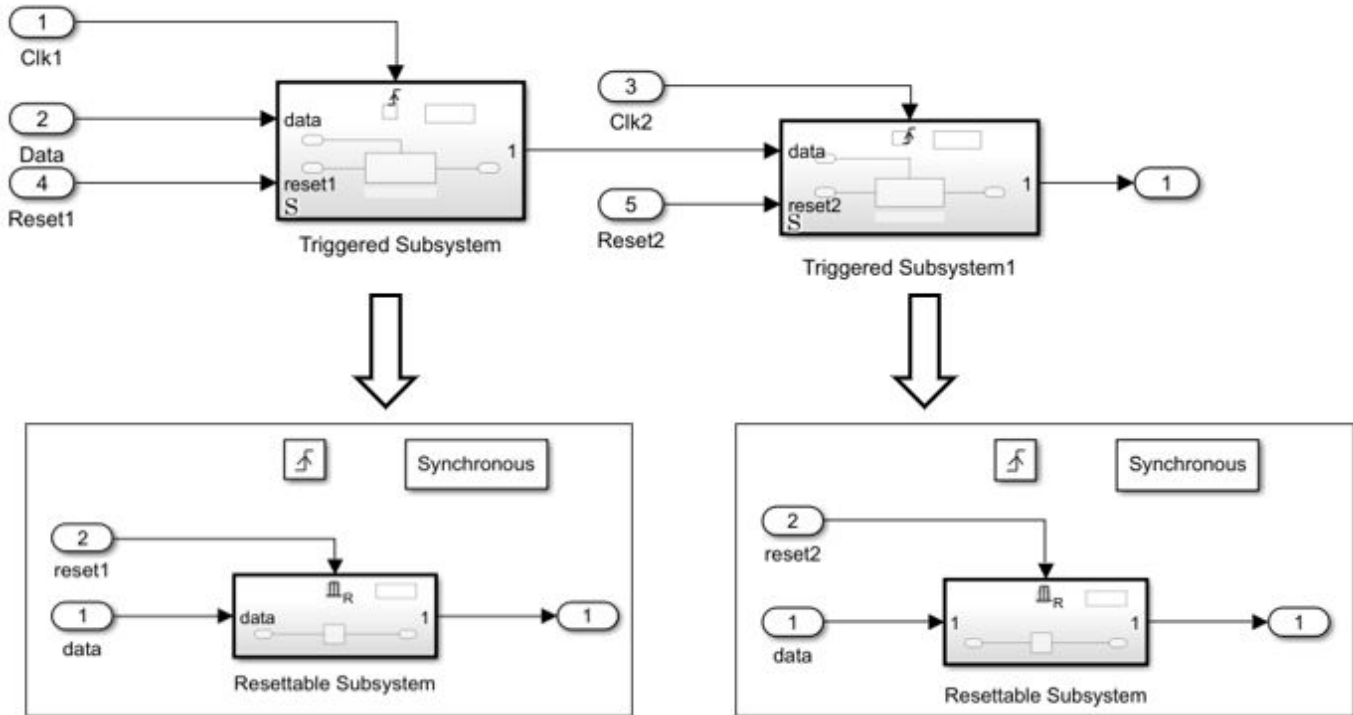 1
Clk1
2
Data
4
Reset1
data
reset1
S
1
Triggered Subsystem
3
Clk2
5
Reset2
data
reset2
S
1
1
Triggered Subsystem1
Synchronous
2
reset1
1
data
R
data
1
1
Resettable Subsystem
Synchronous
2
reset2
1
data
R
1
1
1
Resettable Subsystem